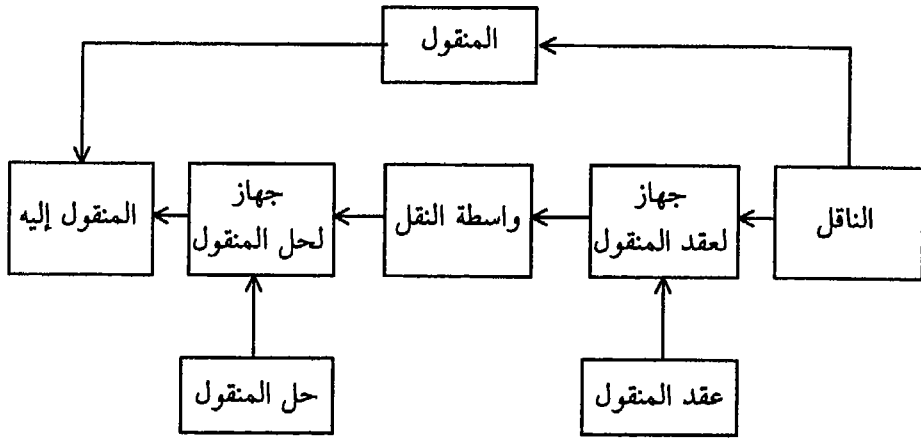 المنقول
الناقل
جهاز
لعقد المنقول
واسطة النقل
جهاز
لحل المنقول
المنقول إليه
عقد المنقول
حل المنقول